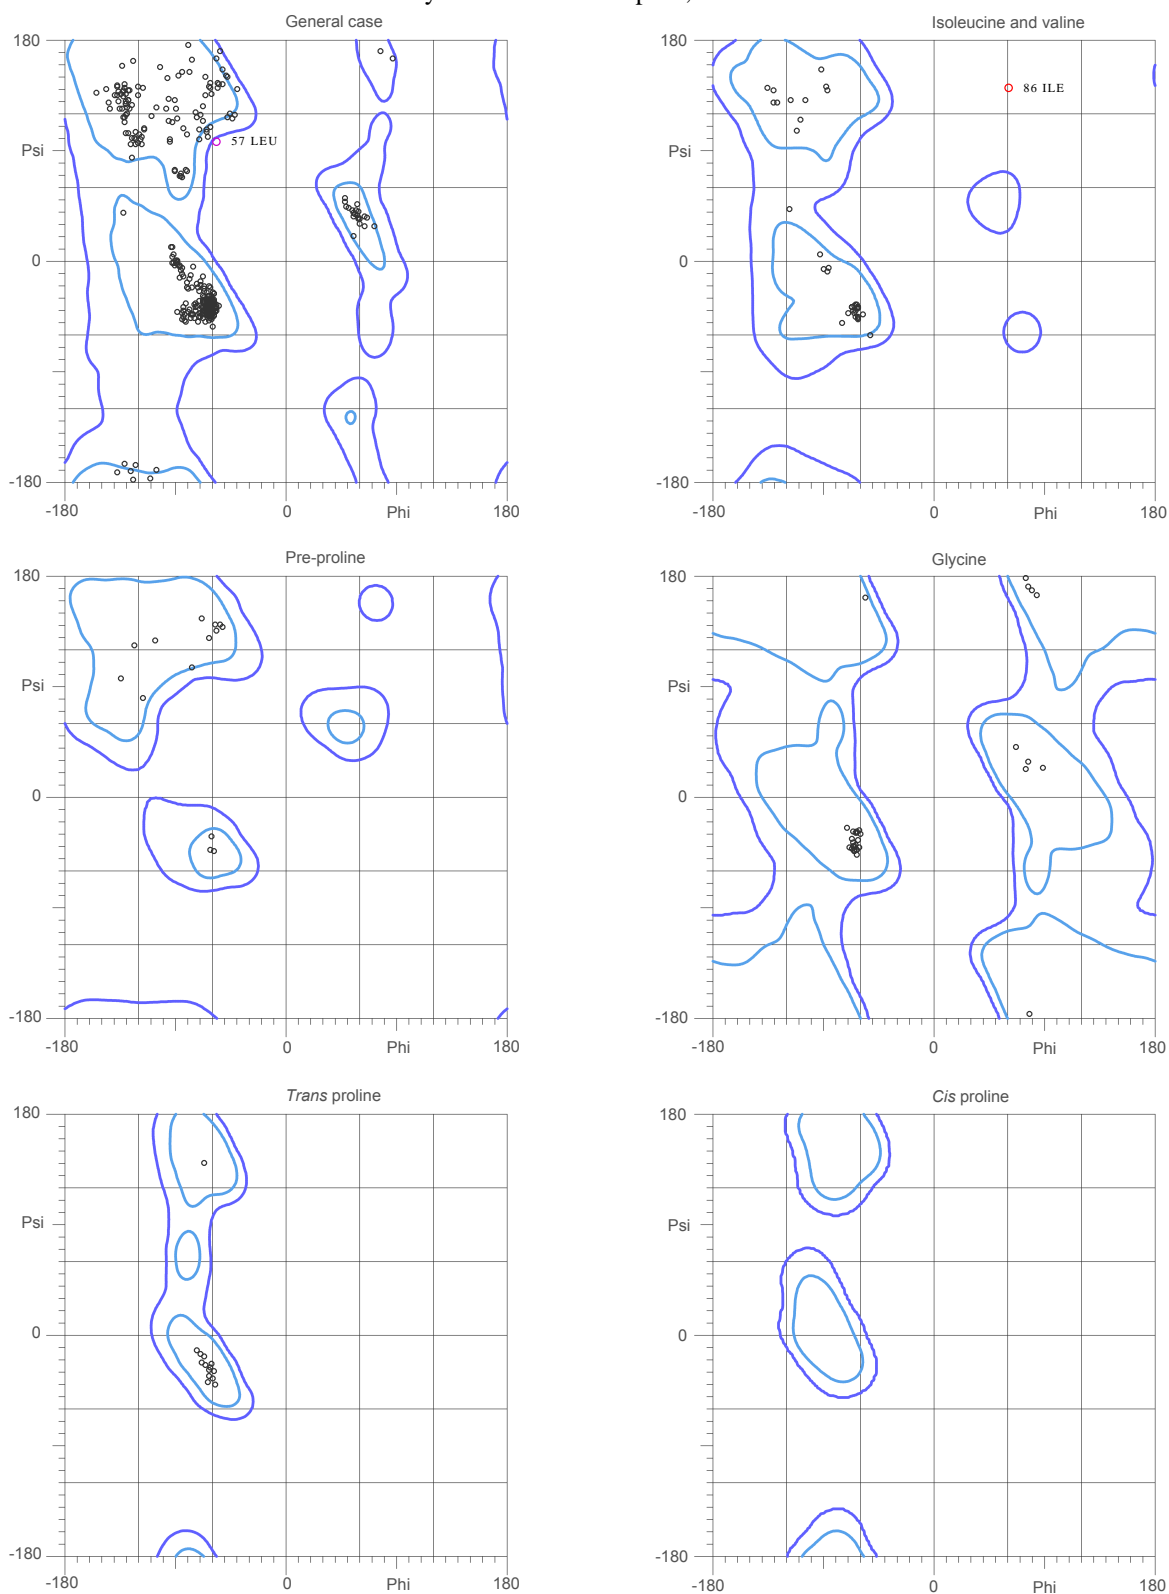 General case
Isoleucine and valine
180
180
86 ILE
57 LEU
Psi
Psi
0
0
-180
-180
-180
0
Phi
180
-180
0
Phi
180
Pre-proline
Glycine
180
180
Psi
Psi
0
0
-180
-180
-180
0
Phi
180
-180
0
Phi
180
Trans proline
Cis proline
180
180
Psi
Psi
0
0
-180
-180
-180
0
Phi
180
-180
0
Phi
180